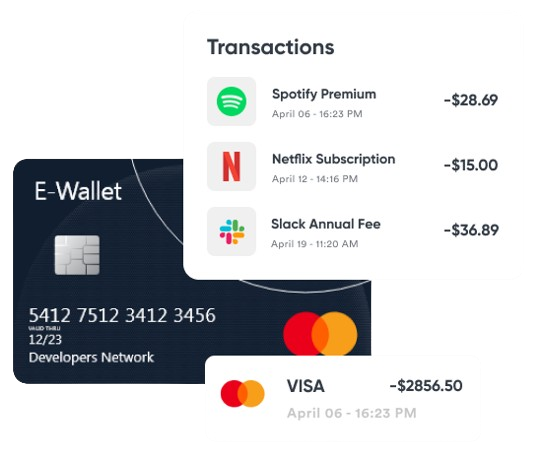 Transactions
Spotify Premium
-$28.69
April 06 - 16:23 PM
Netflix Subscription
-$15.00
April 12 - 14:16 PM
Slack Annual Fee
-$36.89
April 19 - 11:20 AM
E-Wallet
5412 7512 3412 3456
VALID THRU
12/23
Developers Network
VISA
-$2856.50
April 06 - 16:23 PM